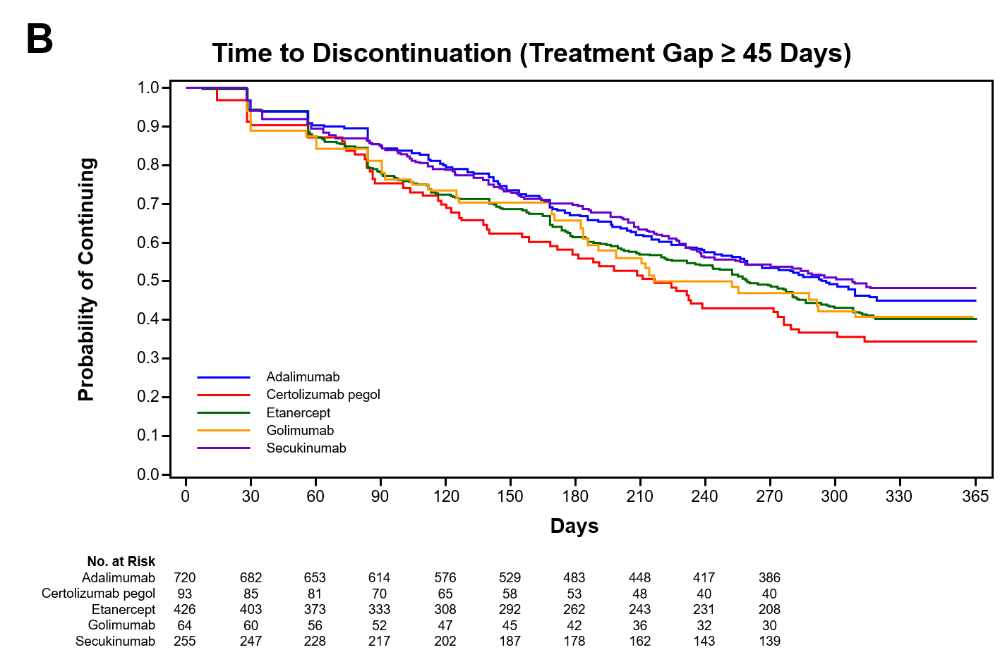 B
Time to Discontinuation (Treatment Gap ≥ 45 Days)
Probability of Continuing
1.0
0.9
0.8
0.7
0.6
0.5
0.4
0.3
0.2
0.1
0.0
Adalimumab
Certolizumab pegol
Etanercept
Golimumab
Secukinumab
0 30 60 90 120 150 180 210 240 270 300 330 365
Days
No. at Risk
Adalimumab 720 682 653 614 576 529 483 448 417 386
Certolizumab pegol 93 85 81 70 65 58 53 48 40 40
Etanercept 426 403 373 333 308 292 262 243 231 208
Golimumab 64 60 56 52 47 45 42 36 32 30
Secukinumab 255 247 228 217 202 187 178 162 143 139